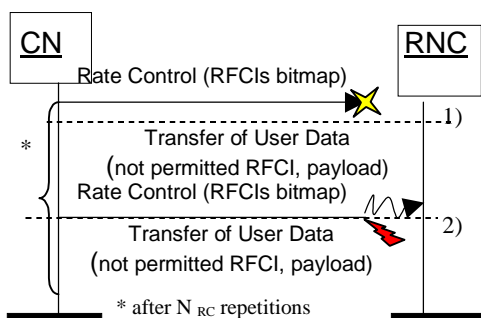 CN
RNC
Rate Control (RFCIs bitmap)
1)
*
Transfer of User Data
(not permitted RFCI, payload)
Rate Control (RFCIs bitmap)
2)
Transfer of User Data
(not permitted RFCI, payload)
* after N RC repetitions